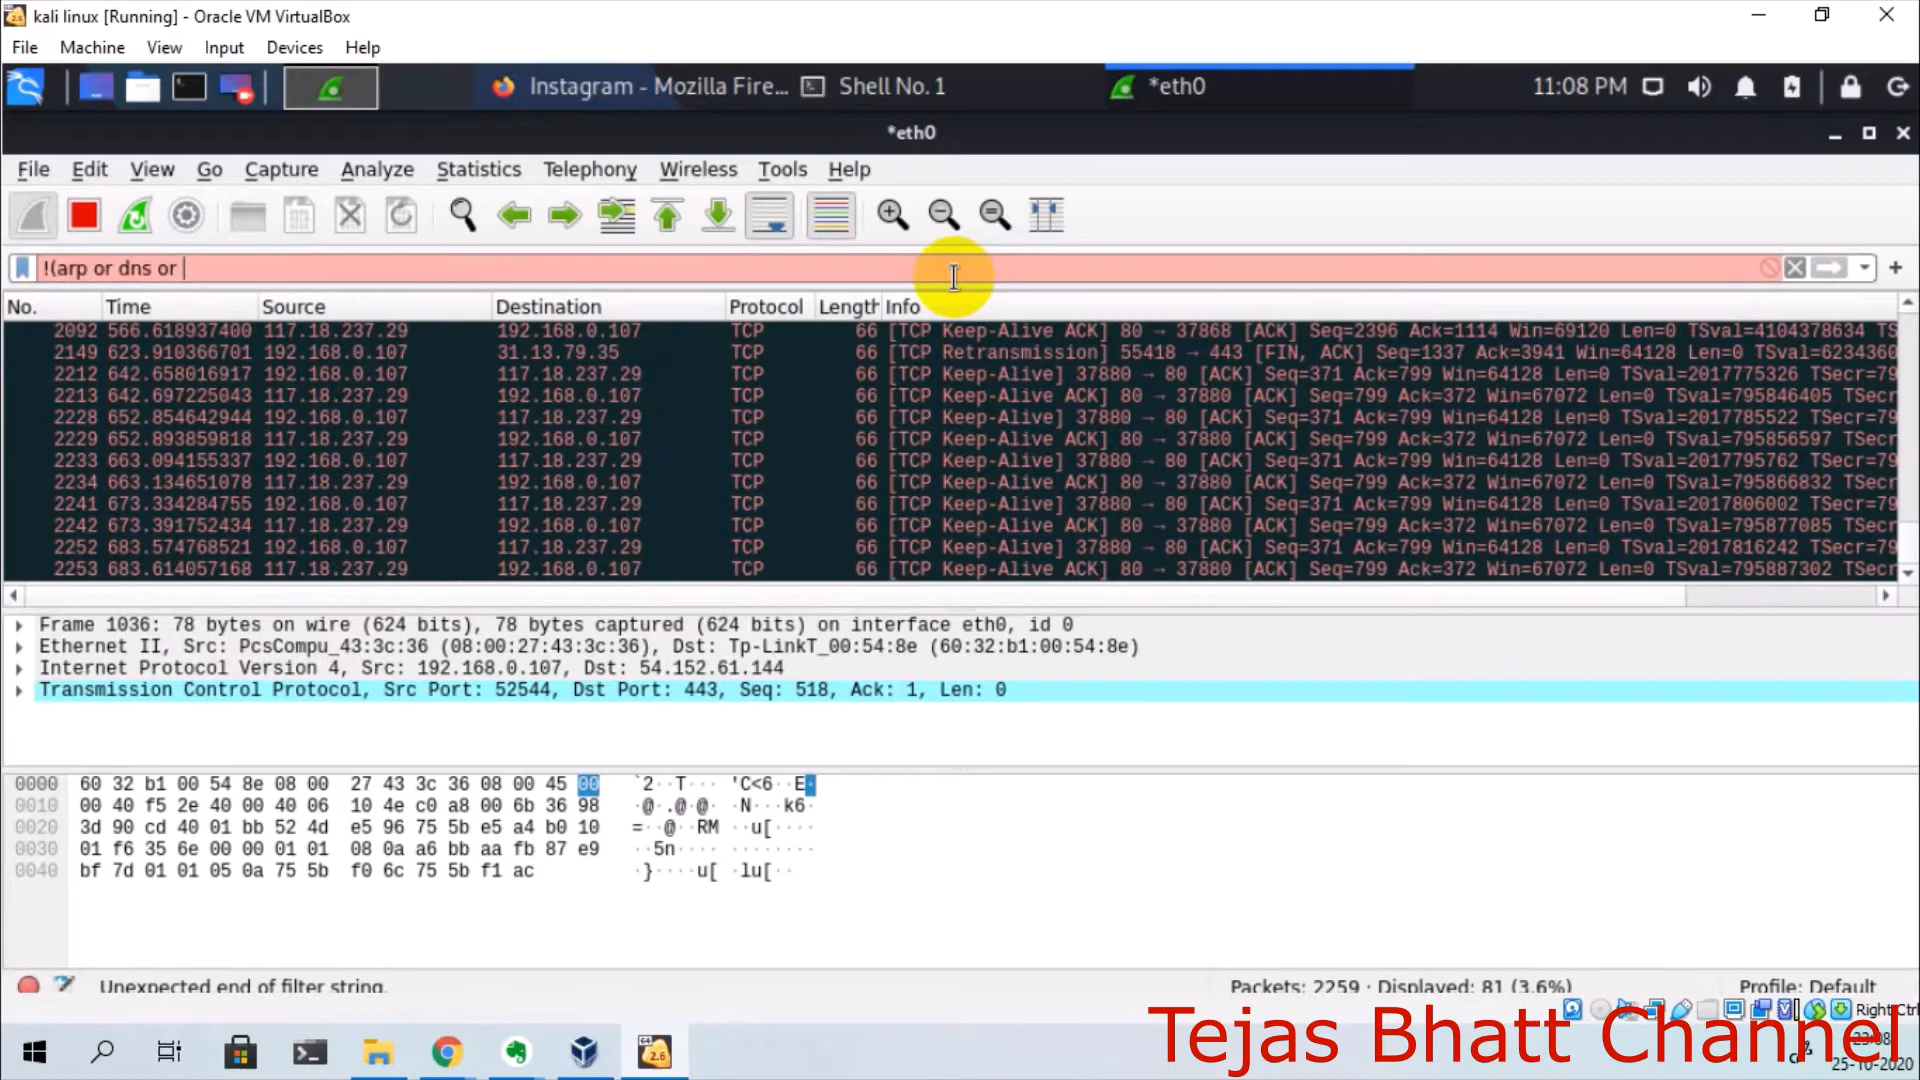 kali linux [Running] - Oracle VM VirtualBox
File Machine View Input Devices Help
Instagram - Mozilla Fire... Shell No. 1 *eth0 11:08 PM
*eth0
File Edit View Go Capture Analyze Statistics Telephony Wireless Tools Help
!(arp or dns or
No. Time Source Destination Protocol Length Info
2092 566.618937400 117.18.237.29 192.168.0.107 TCP 66 [TCP Keep-Alive ACK] 80 → 37868 [ACK] Seq=2396 Ack=1114 Win=69120 Len=0 TSval=4104378634 TS
2149 623.910366701 192.168.0.107 31.13.79.35 TCP 66 [TCP Retransmission] 55418 → 443 [FIN, ACK] Seq=1337 Ack=3941 Win=64128 Len=0 TSval=6234360
2212 642.658016917 192.168.0.107 117.18.237.29 TCP 66 [TCP Keep-Alive] 37880 → 80 [ACK] Seq=371 Ack=799 Win=64128 Len=0 TSval=2017775326 TSecr=79
2213 642.697225043 117.18.237.29 192.168.0.107 TCP 66 [TCP Keep-Alive ACK] 80 → 37880 [ACK] Seq=799 Ack=372 Win=67072 Len=0 TSval=795846405 TSecr
2228 652.854642944 192.168.0.107 117.18.237.29 TCP 66 [TCP Keep-Alive] 37880 → 80 [ACK] Seq=371 Ack=799 Win=64128 Len=0 TSval=2017785522 TSecr=79
2229 652.893859818 117.18.237.29 192.168.0.107 TCP 66 [TCP Keep-Alive ACK] 80 → 37880 [ACK] Seq=799 Ack=372 Win=67072 Len=0 TSval=795856597 TSecr
2233 663.094155337 192.168.0.107 117.18.237.29 TCP 66 [TCP Keep-Alive] 37880 → 80 [ACK] Seq=371 Ack=799 Win=64128 Len=0 TSval=2017795762 TSecr=79
2234 663.134651078 117.18.237.29 192.168.0.107 TCP 66 [TCP Keep-Alive ACK] 80 → 37880 [ACK] Seq=799 Ack=372 Win=67072 Len=0 TSval=795866832 TSecr
2241 673.334284755 192.168.0.107 117.18.237.29 TCP 66 [TCP Keep-Alive] 37880 → 80 [ACK] Seq=371 Ack=799 Win=64128 Len=0 TSval=2017806002 TSecr=79
2242 673.391752434 117.18.237.29 192.168.0.107 TCP 66 [TCP Keep-Alive ACK] 80 → 37880 [ACK] Seq=799 Ack=372 Win=67072 Len=0 TSval=795877085 TSecr
2252 683.574768521 192.168.0.107 117.18.237.29 TCP 66 [TCP Keep-Alive] 37880 → 80 [ACK] Seq=371 Ack=799 Win=64128 Len=0 TSval=2017816242 TSecr=79
2253 683.614057168 117.18.237.29 192.168.0.107 TCP 66 [TCP Keep-Alive ACK] 80 → 37880 [ACK] Seq=799 Ack=372 Win=67072 Len=0 TSval=795887302 TSecr
Frame 1036: 78 bytes on wire (624 bits), 78 bytes captured (624 bits) on interface eth0, id 0
Ethernet II, Src: PcsCompu_43:3c:36 (08:00:27:43:3c:36), Dst: Tp-LinkT_00:54:8e (60:32:b1:00:54:8e)
Internet Protocol Version 4, Src: 192.168.0.107, Dst: 54.152.61.144
Transmission Control Protocol, Src Port: 52544, Dst Port: 443, Seq: 518, Ack: 1, Len: 0
0000 60 32 b1 00 54 8e 08 00 27 43 3c 36 08 00 45 00 `2··T··· 'C<6··E·
0010 00 40 f5 2e 40 00 40 06 10 4e c0 a8 00 6b 36 98 ·@·.@·@· ·N···k6·
0020 3d 90 cd 40 01 bb 52 4d e5 96 75 5b e5 a4 b0 10 =··@··RM ··u[····
0030 01 f6 35 6e 00 00 01 01 08 0a a6 bb aa fb 87 e9 ··5n···· ········
0040 bf 7d 01 01 05 0a 75 5b f0 6c 75 5b f1 ac ·}····u[ ·lu[··
Unexpected end of filter string. Packets: 2259 · Displayed: 81 (3.6%) Profile: Default
Right Ctrl
Tejas Bhatt Channel
23:08
25-10-2020